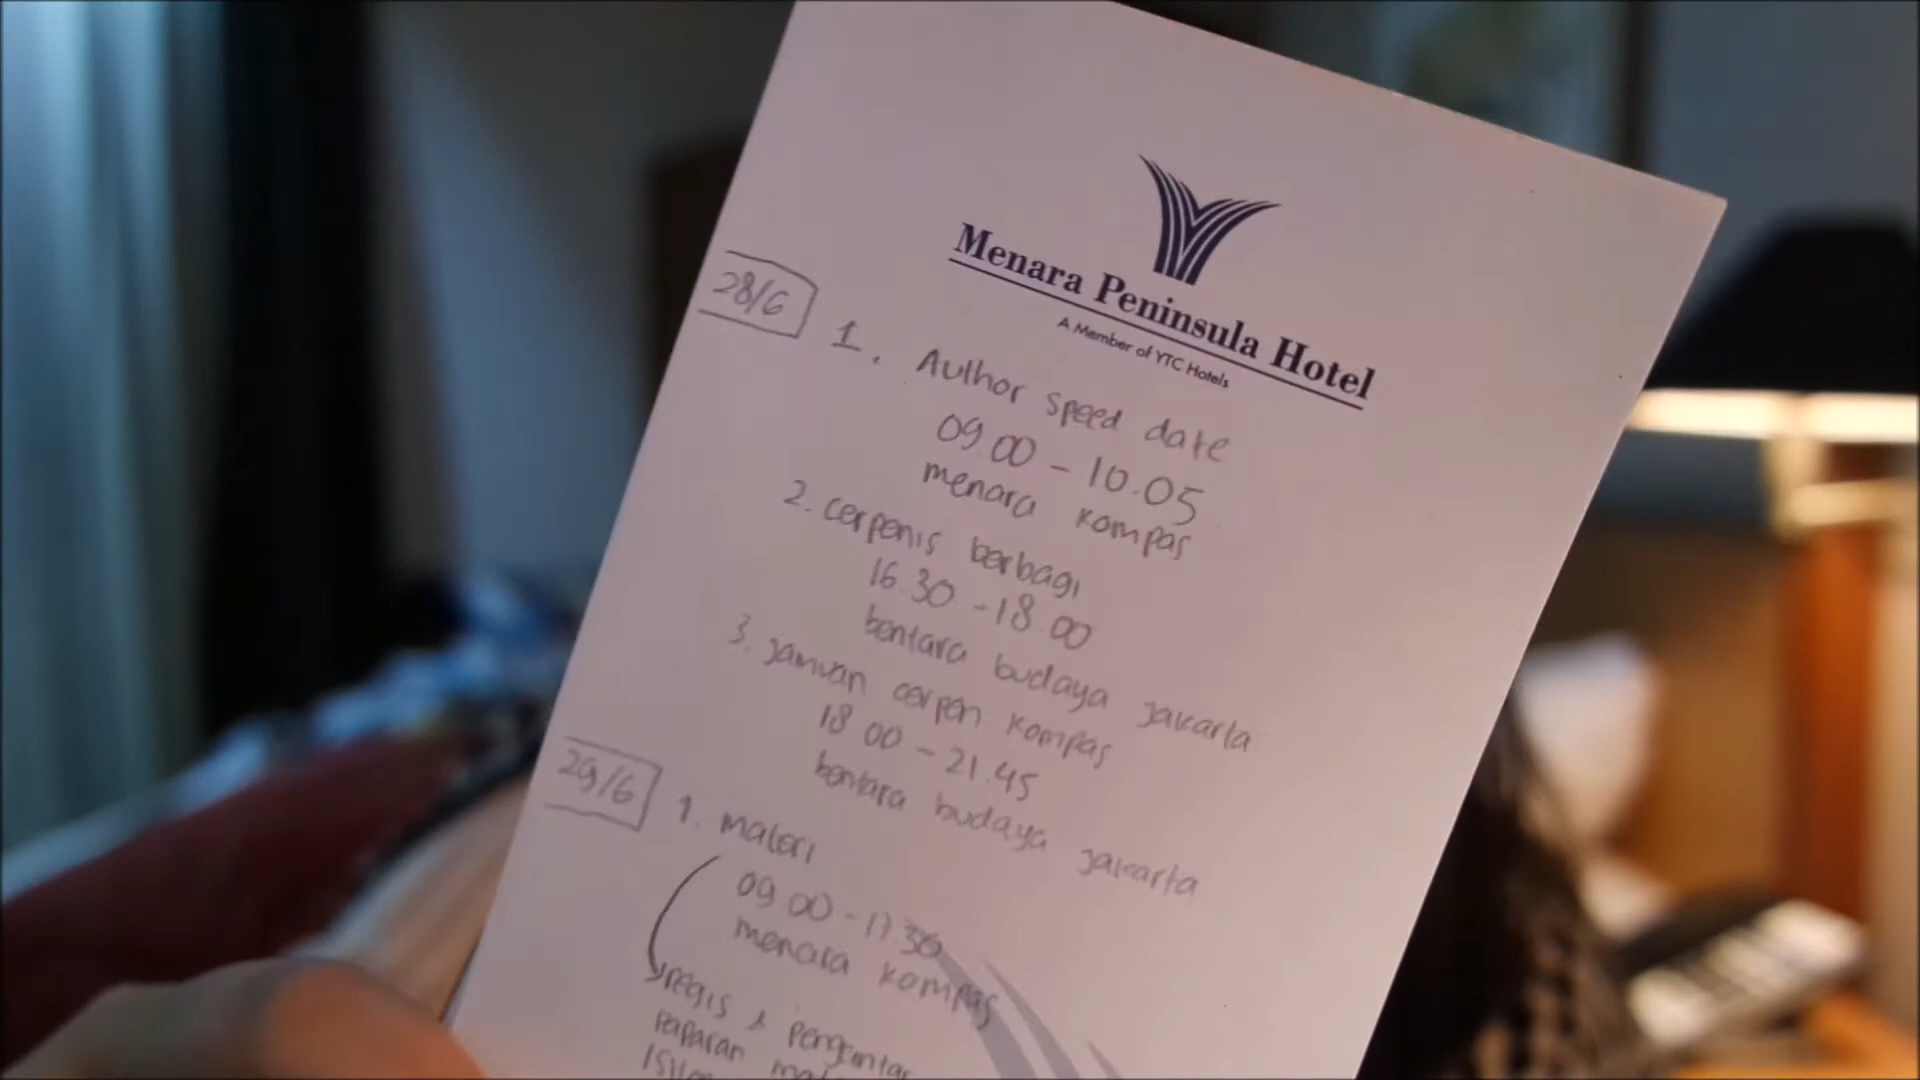 Menara Peninsula Hotel
A Member of YTC Hotels
28/6
1. Author speed date
09.00 - 10.05
menara kompas
2. cerpenis berbagi
16.30 - 18.00
bentara budaya jakarta
3. jamuan cerpen kompas
18.00 - 21.45
bentara budaya jakarta
29/6
1. materi
09.00 - 17.30
menara kompas
regis & pengantar
paparan